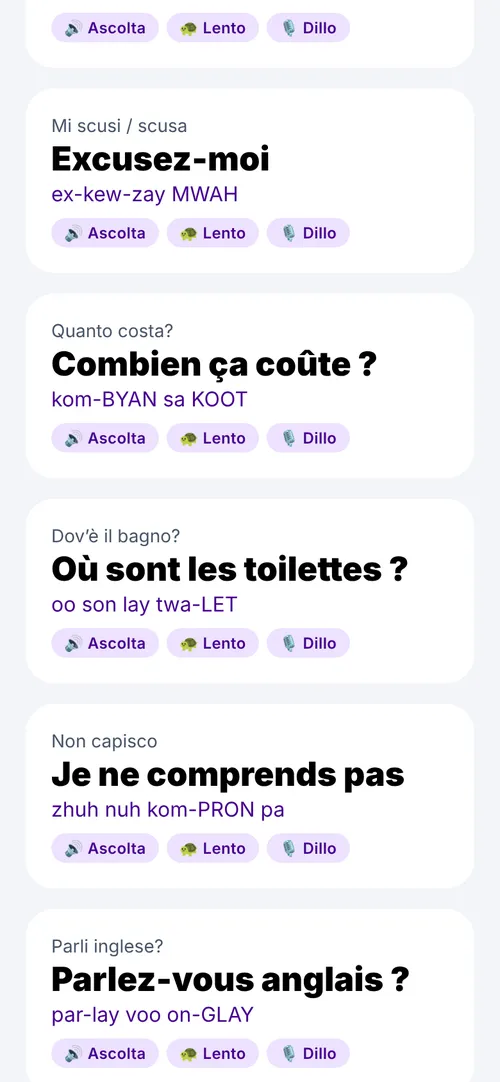 🔊 Ascolta 🐢 Lento 🎙️ Dillo
Mi scusi / scusa
Excusez-moi
ex-kew-zay MWAH
🔊 Ascolta 🐢 Lento 🎙️ Dillo
Quanto costa?
Combien ça coûte ?
kom-BYAN sa KOOT
🔊 Ascolta 🐢 Lento 🎙️ Dillo
Dov’è il bagno?
Où sont les toilettes ?
oo son lay twa-LET
🔊 Ascolta 🐢 Lento 🎙️ Dillo
Non capisco
Je ne comprends pas
zhuh nuh kom-PRON pa
🔊 Ascolta 🐢 Lento 🎙️ Dillo
Parli inglese?
Parlez-vous anglais ?
par-lay voo on-GLAY
🔊 Ascolta 🐢 Lento 🎙️ Dillo